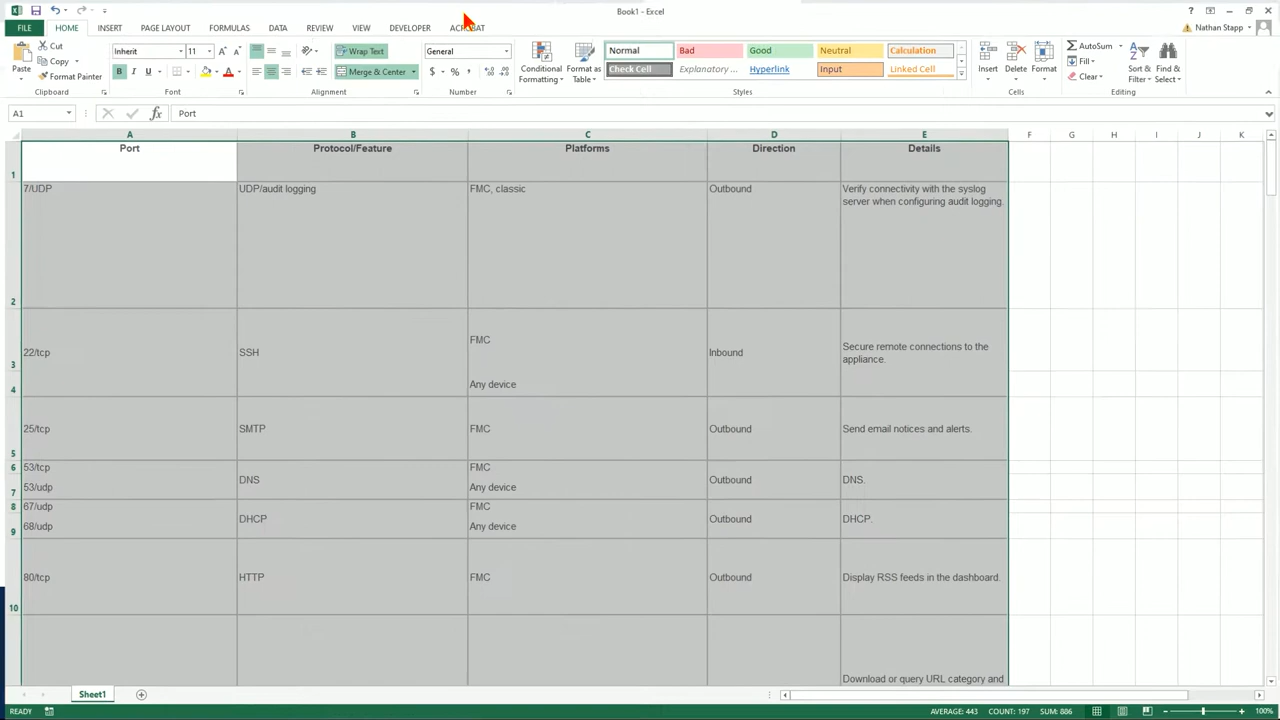 Book1 - Excel
FILE HOME INSERT PAGE LAYOUT FORMULAS DATA REVIEW VIEW DEVELOPER ACROBAT Nathan Stapp
Paste
Cut
Copy
Format Painter
Clipboard
Inherit 11
B I U
Font
Wrap Text
Merge & Center
Alignment
General
$ % ,
Number
Conditional Formatting
Format as Table
Normal Bad Good Neutral Calculation
Check Cell Explanatory ... Hyperlink Input Linked Cell
Styles
Insert Delete Format
Cells
AutoSum
Fill
Clear
Sort & Filter
Find & Select
Editing
A1 fx Port
A B C D E F G H I J K
1 Port Protocol/Feature Platforms Direction Details
2 7/UDP UDP/audit logging FMC, classic Outbound Verify connectivity with the syslog
server when configuring audit logging.
3 22/tcp SSH FMC Inbound Secure remote connections to the
appliance.
4 Any device
5 25/tcp SMTP FMC Outbound Send email notices and alerts.
6 53/tcp DNS FMC Outbound DNS.
7 53/udp Any device
8 67/udp DHCP FMC Outbound DHCP.
9 68/udp Any device
10 80/tcp HTTP FMC Outbound Display RSS feeds in the dashboard.
Download or query URL category and
Sheet1
READY AVERAGE: 443 COUNT: 197 SUM: 886 100%